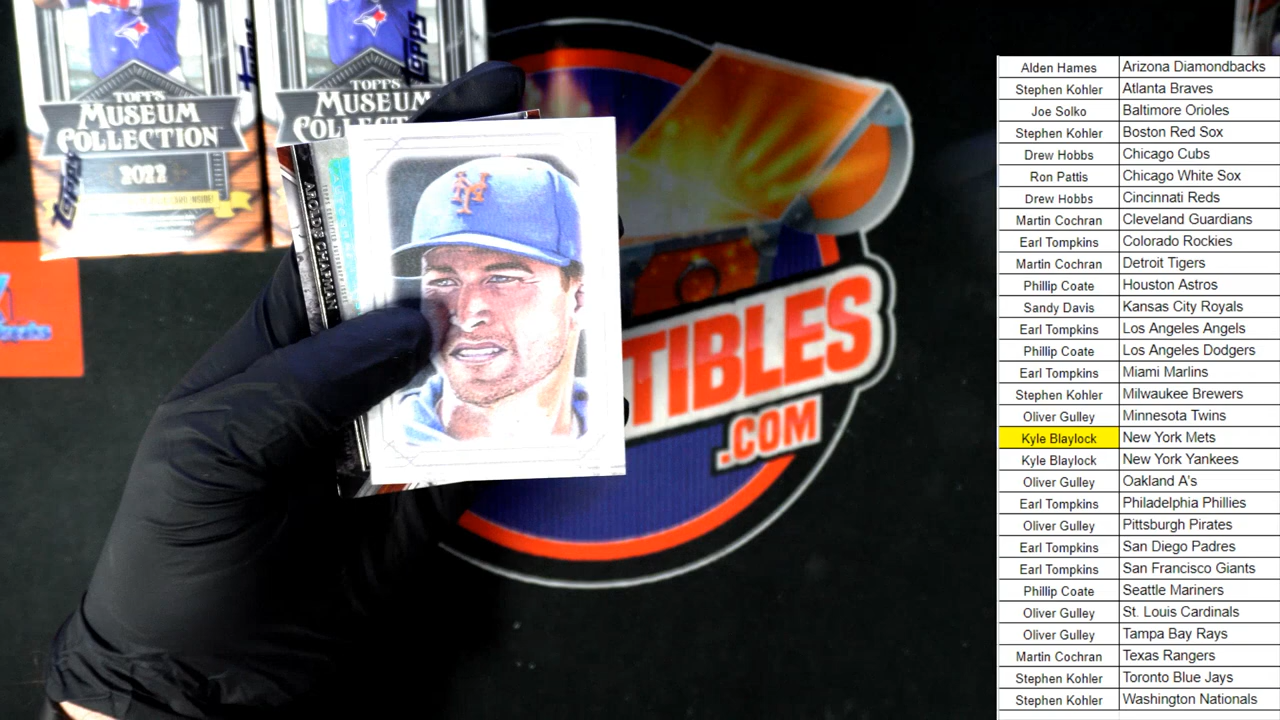 TOPPS
MUSEUM
COLLECTION
2022
Topps
Topps
TOPPS
MUSEUM
AROLDIS CHAPMAN
NY
TIBLES
.COM
Alden Hames Arizona Diamondbacks
Stephen Kohler Atlanta Braves
Joe Solko Baltimore Orioles
Stephen Kohler Boston Red Sox
Drew Hobbs Chicago Cubs
Ron Pattis Chicago White Sox
Drew Hobbs Cincinnati Reds
Martin Cochran Cleveland Guardians
Earl Tompkins Colorado Rockies
Martin Cochran Detroit Tigers
Phillip Coate Houston Astros
Sandy Davis Kansas City Royals
Earl Tompkins Los Angeles Angels
Phillip Coate Los Angeles Dodgers
Earl Tompkins Miami Marlins
Stephen Kohler Milwaukee Brewers
Oliver Gulley Minnesota Twins
Kyle Blaylock New York Mets
Kyle Blaylock New York Yankees
Oliver Gulley Oakland A's
Earl Tompkins Philadelphia Phillies
Oliver Gulley Pittsburgh Pirates
Earl Tompkins San Diego Padres
Earl Tompkins San Francisco Giants
Phillip Coate Seattle Mariners
Oliver Gulley St. Louis Cardinals
Oliver Gulley Tampa Bay Rays
Martin Cochran Texas Rangers
Stephen Kohler Toronto Blue Jays
Stephen Kohler Washington Nationals